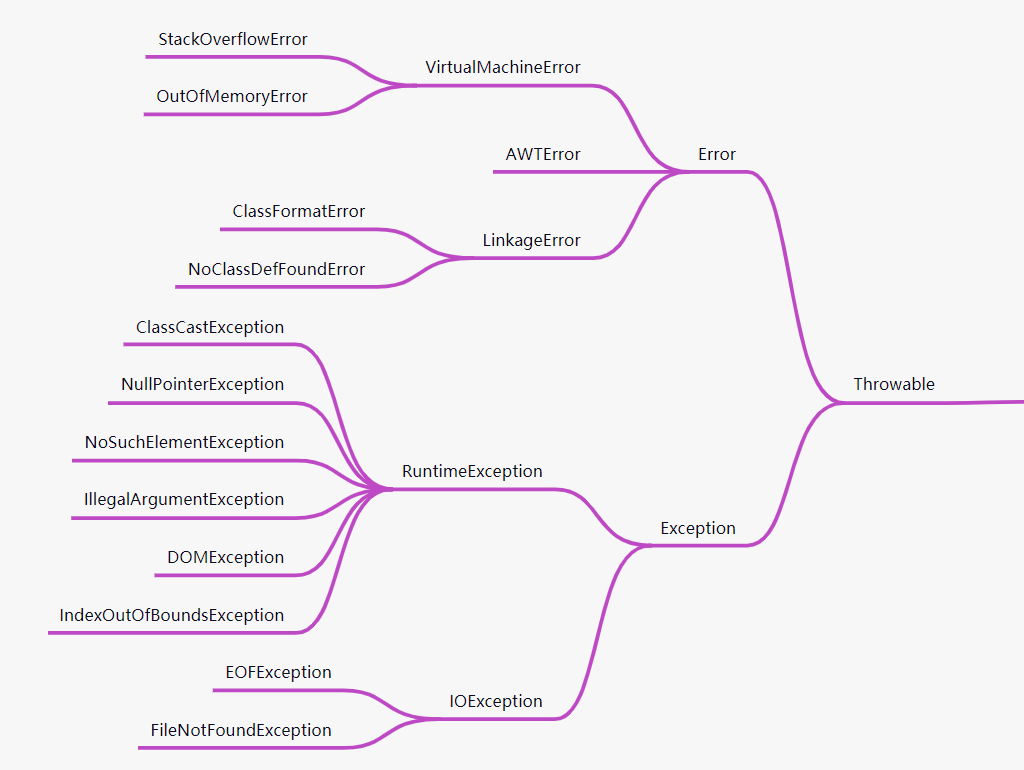 StackOverflowError
VirtualMachineError
OutOfMemoryError
AWTError
Error
ClassFormatError
LinkageError
NoClassDefFoundError
ClassCastException
NullPointerException
Throwable
NoSuchElementException
RuntimeException
IllegalArgumentException
Exception
DOMException
IndexOutOfBoundsException
EOFException
IOException
FileNotFoundException